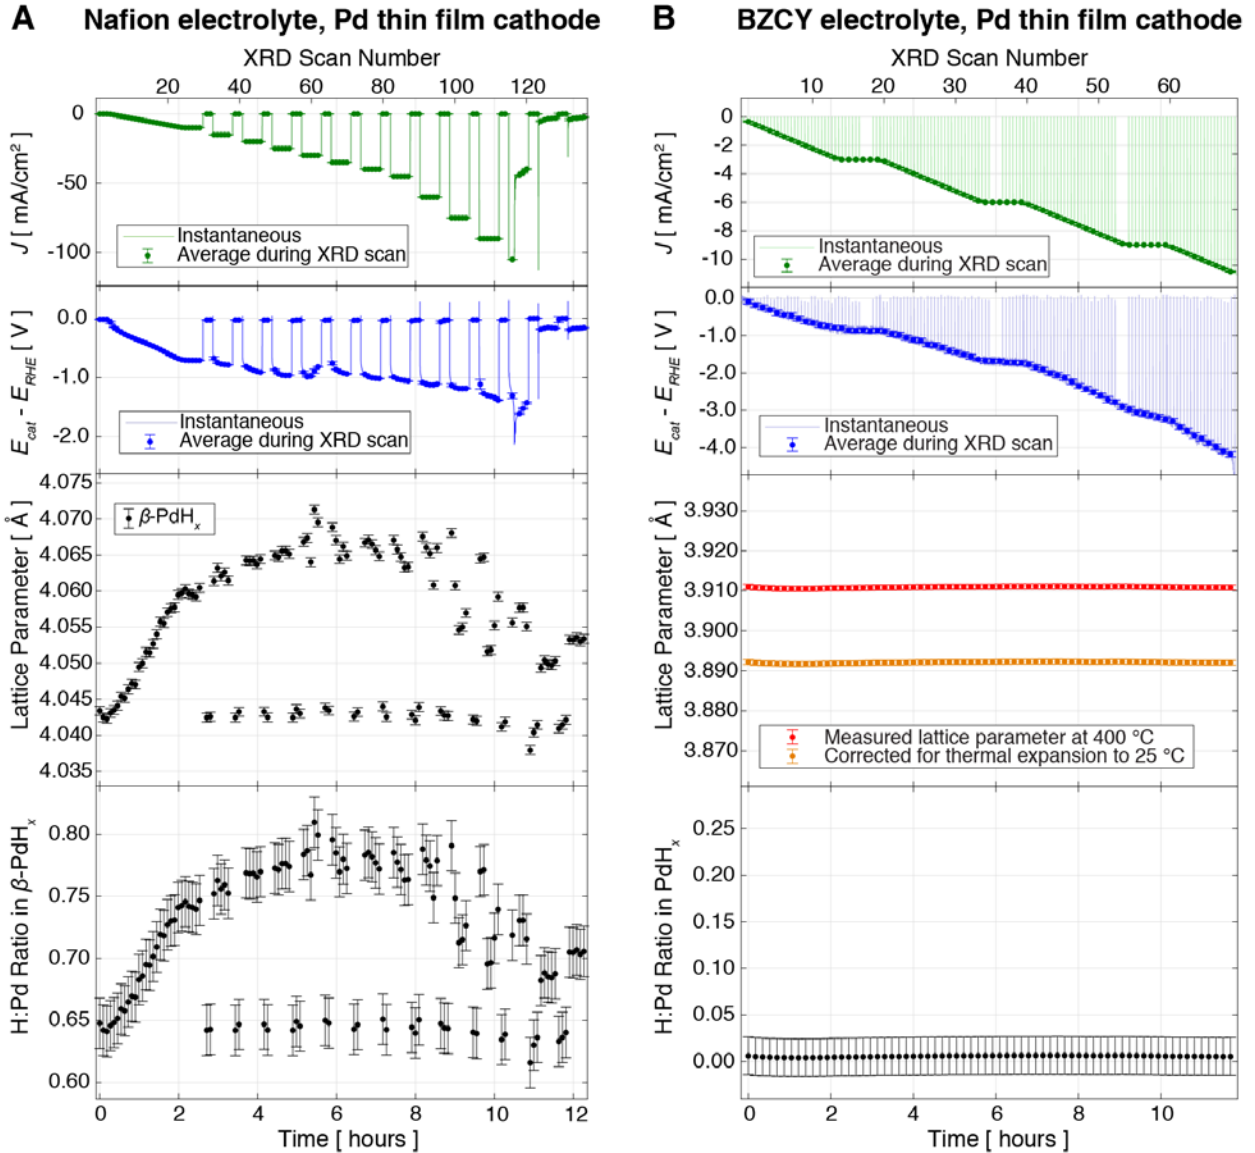 A Nafion electrolyte, Pd thin film cathode
XRD Scan Number
20 40 60 80 100 120
0
-50
-100
J [ mA/cm² ]
Instantaneous
Average during XRD scan
0.0
-1.0
-2.0
E_cat - E_RHE [ V ]
Instantaneous
Average during XRD scan
4.075
4.070
4.065
4.060
4.055
4.050
4.045
4.040
4.035
Lattice Parameter [ Å ]
β-PdHₓ
0.80
0.75
0.70
0.65
0.60
H:Pd Ratio in β-PdHₓ
0 2 4 6 8 10 12
Time [ hours ]
B BZCY electrolyte, Pd thin film cathode
XRD Scan Number
10 20 30 40 50 60
0
-2
-4
-6
-8
-10
J [ mA/cm² ]
Instantaneous
Average during XRD scan
0.0
-1.0
-2.0
-3.0
-4.0
E_cat - E_RHE [ V ]
Instantaneous
Average during XRD scan
3.930
3.920
3.910
3.900
3.890
3.880
3.870
Lattice Parameter [ Å ]
Measured lattice parameter at 400 °C
Corrected for thermal expansion to 25 °C
0.25
0.20
0.15
0.10
0.05
0.00
H:Pd Ratio in PdHₓ
0 2 4 6 8 10
Time [ hours ]